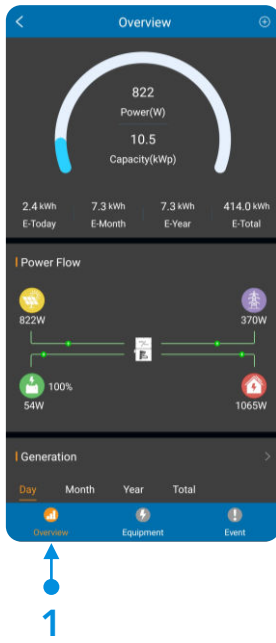 Overview
822
Power(W)
10.5
Capacity(kWp)
2.4 kWh 7.3 kWh 7.3 kWh 414.0 kWh
E-Today E-Month E-Year E-Total
Power Flow
822W 370W
100%
54W 1065W
Generation
Day Month Year Total
Overview Equipment Event
1